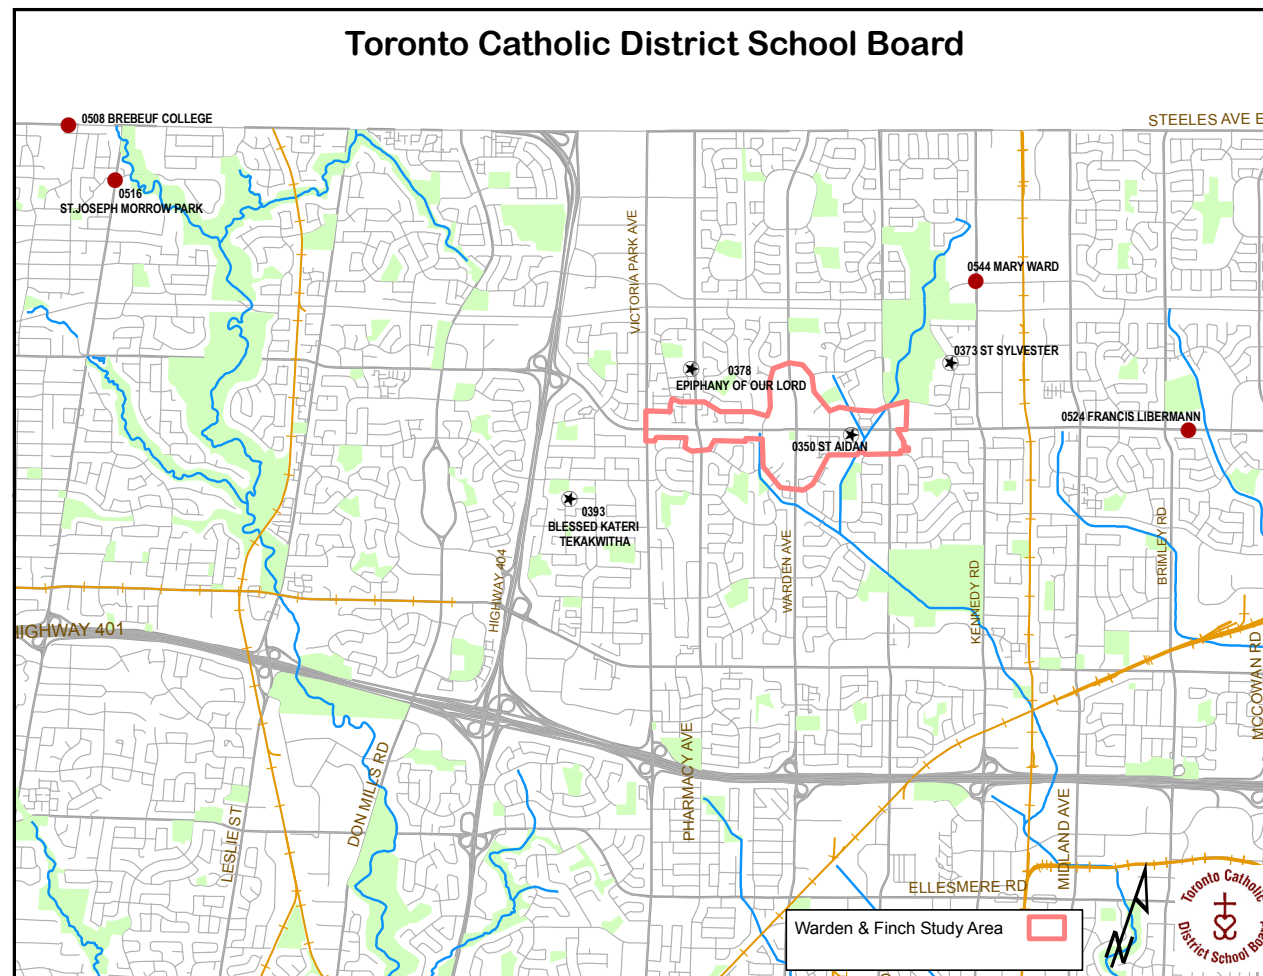 Toronto Catholic District School Board
0508 BREBEUF COLLEGE
STEELES AVE E
0516
ST.JOSEPH MORROW PARK
VICTORIA PARK AVE
0544 MARY WARD
0373 ST SYLVESTER
0378
EPIPHANY OF OUR LORD
0524 FRANCIS LIBERMANN
0350 ST AIDAN
0393
BLESSED KATERI
TEKAKWITHA
HIGHWAY 404
WARDEN AVE
KENNEDY RD
BRIMLEY RD
HIGHWAY 401
MCCOWAN RD
PHARMACY AVE
DON MILLS RD
LESLIE ST
MIDLAND AVE
ELLESMERE RD
Warden & Finch Study Area
N
Toronto Catholic
District School Board